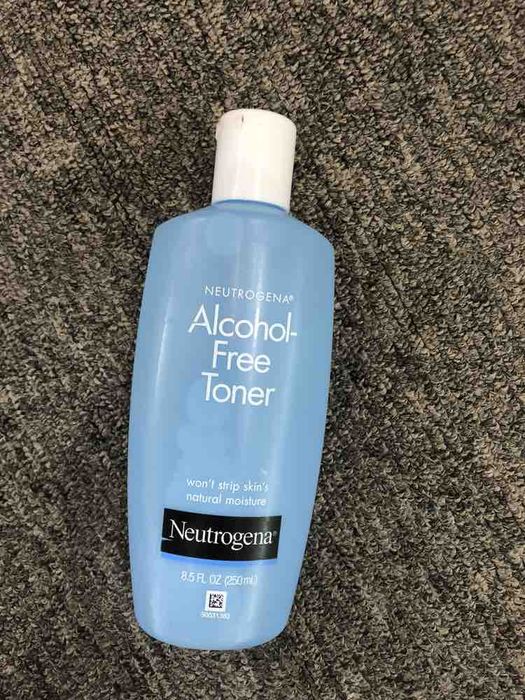 NEUTROGENA®
Alcohol-
Free
Toner
won't strip skin's
natural moisture
Neutrogena®
8.5 FL OZ (250 mL)